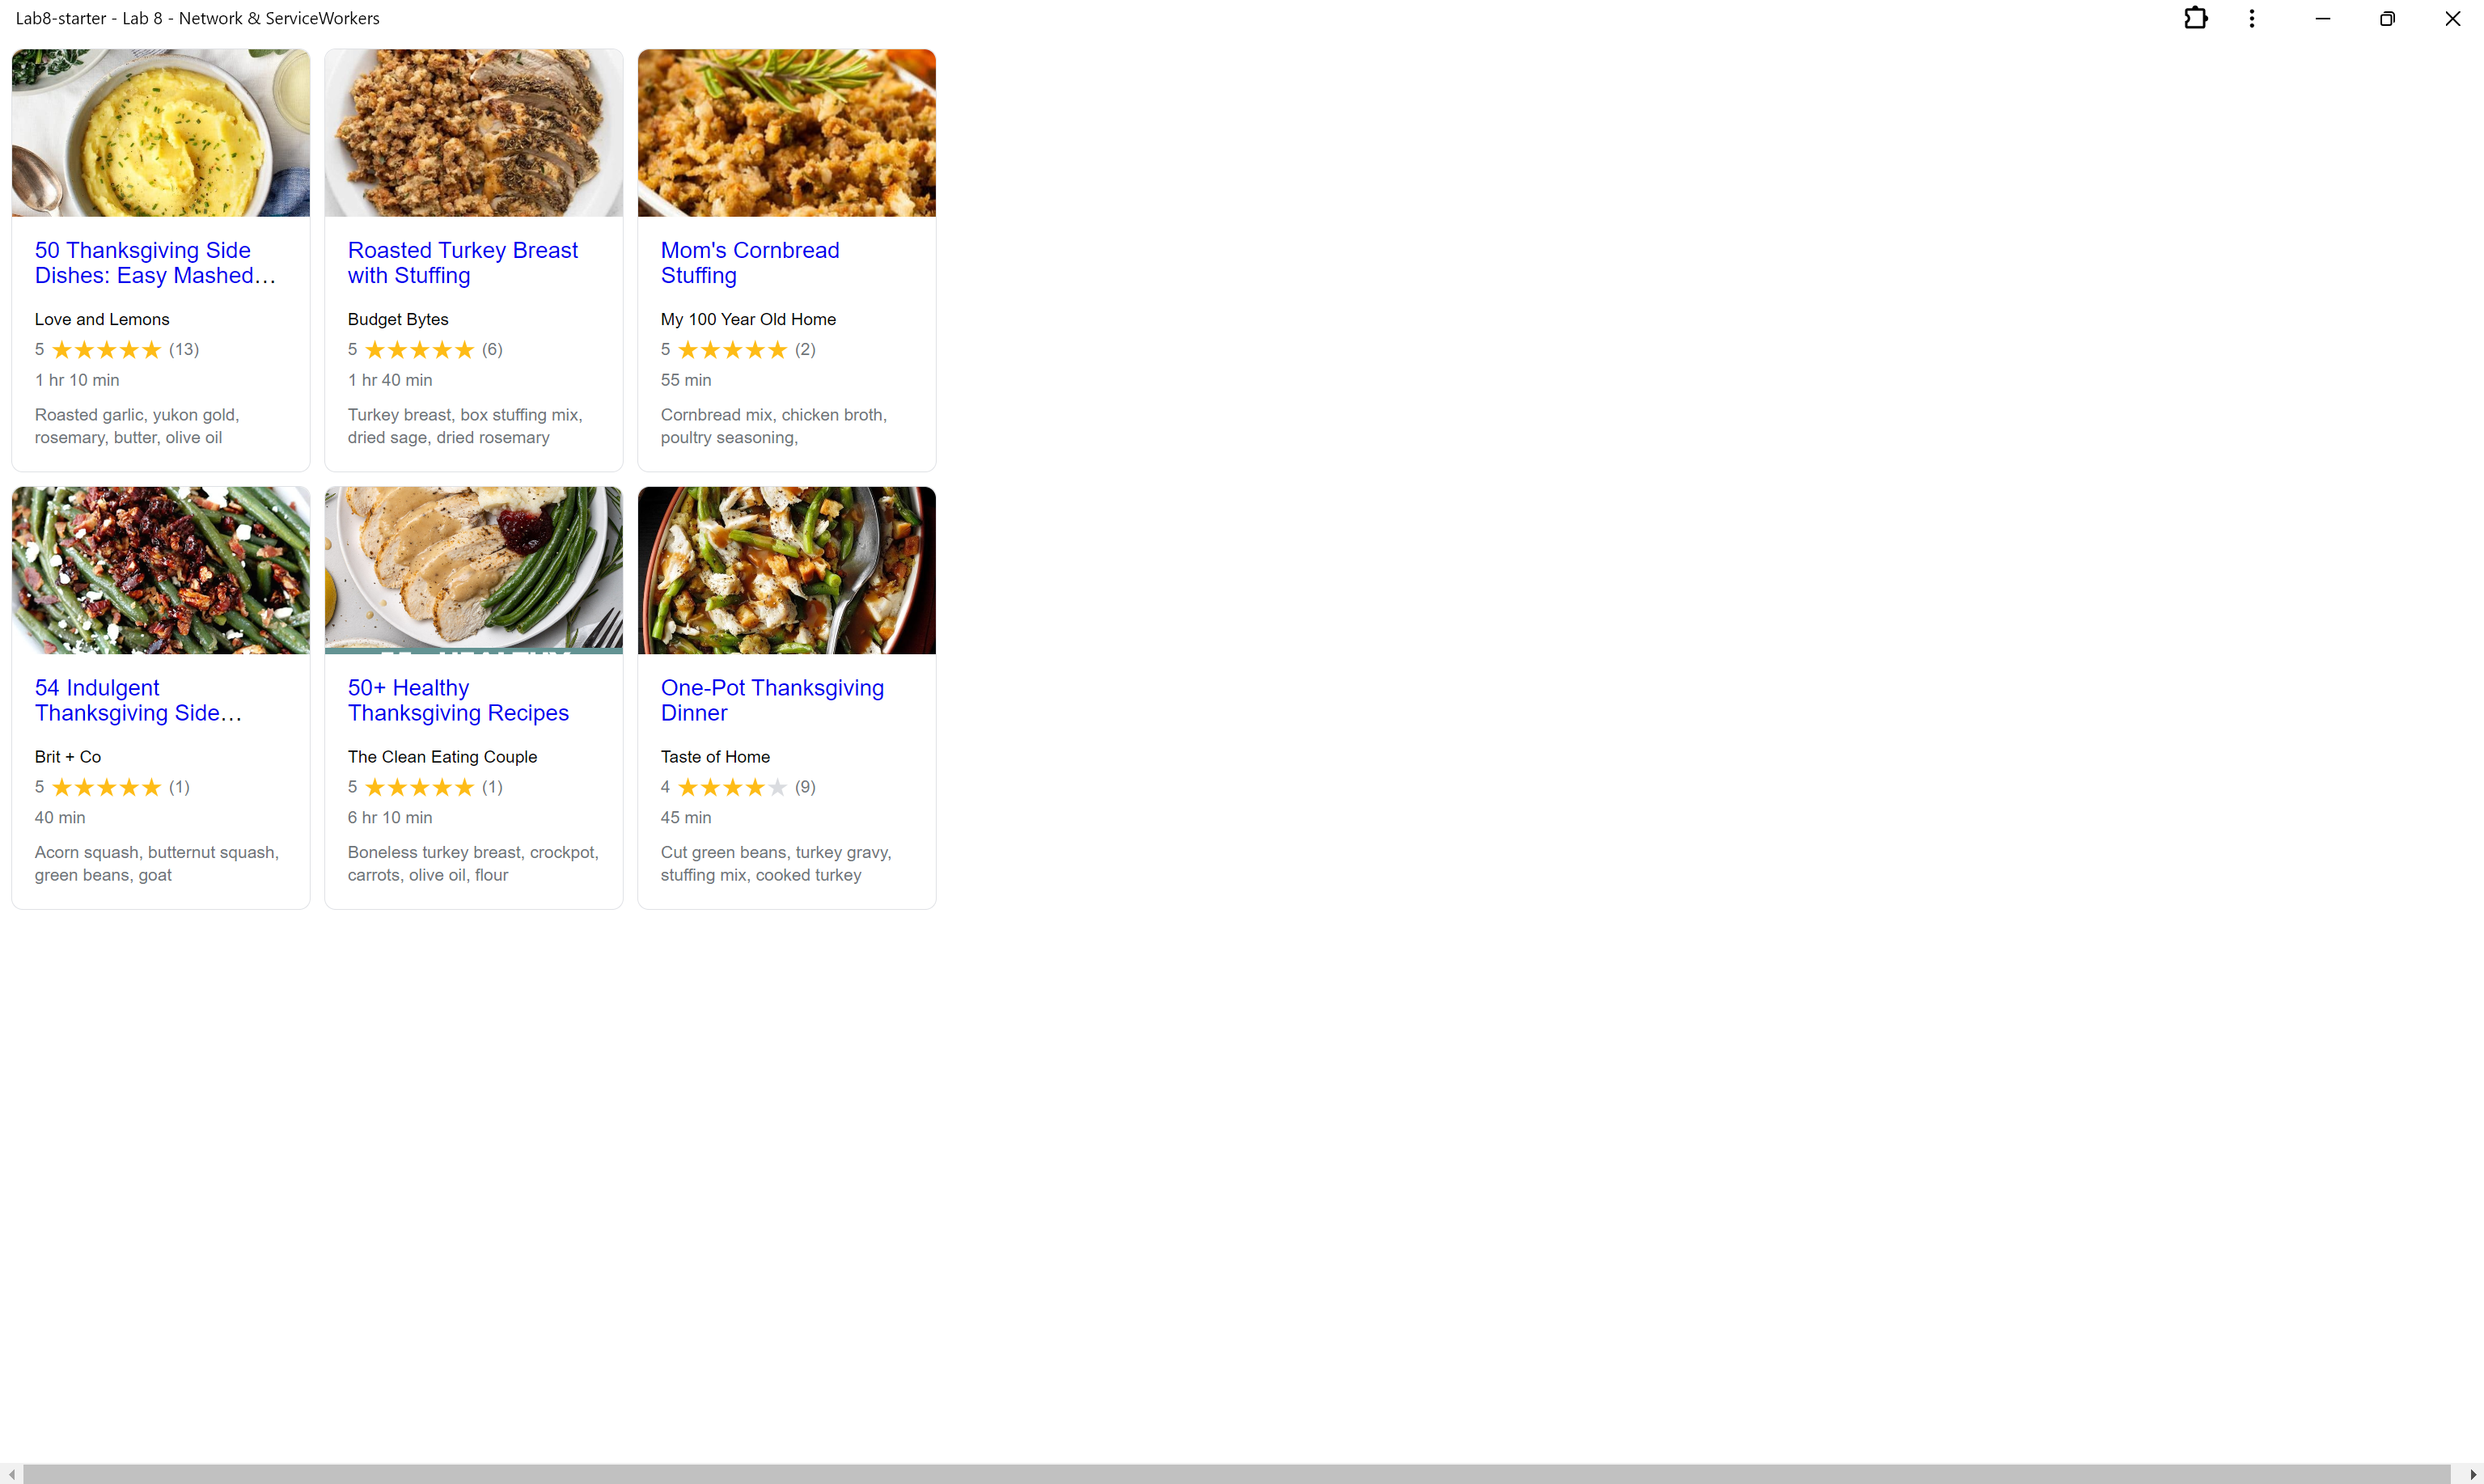 Lab8-starter - Lab 8 - Network & ServiceWorkers
50 Thanksgiving Side
Dishes: Easy Mashed...
Love and Lemons
5 (13)
1 hr 10 min
Roasted garlic, yukon gold,
rosemary, butter, olive oil
Roasted Turkey Breast
with Stuffing
Budget Bytes
5 (6)
1 hr 40 min
Turkey breast, box stuffing mix,
dried sage, dried rosemary
Mom's Cornbread
Stuffing
My 100 Year Old Home
5 (2)
55 min
Cornbread mix, chicken broth,
poultry seasoning,
54 Indulgent
Thanksgiving Side...
Brit + Co
5 (1)
40 min
Acorn squash, butternut squash,
green beans, goat
50+ Healthy
Thanksgiving Recipes
The Clean Eating Couple
5 (1)
6 hr 10 min
Boneless turkey breast, crockpot,
carrots, olive oil, flour
One-Pot Thanksgiving
Dinner
Taste of Home
4 (9)
45 min
Cut green beans, turkey gravy,
stuffing mix, cooked turkey